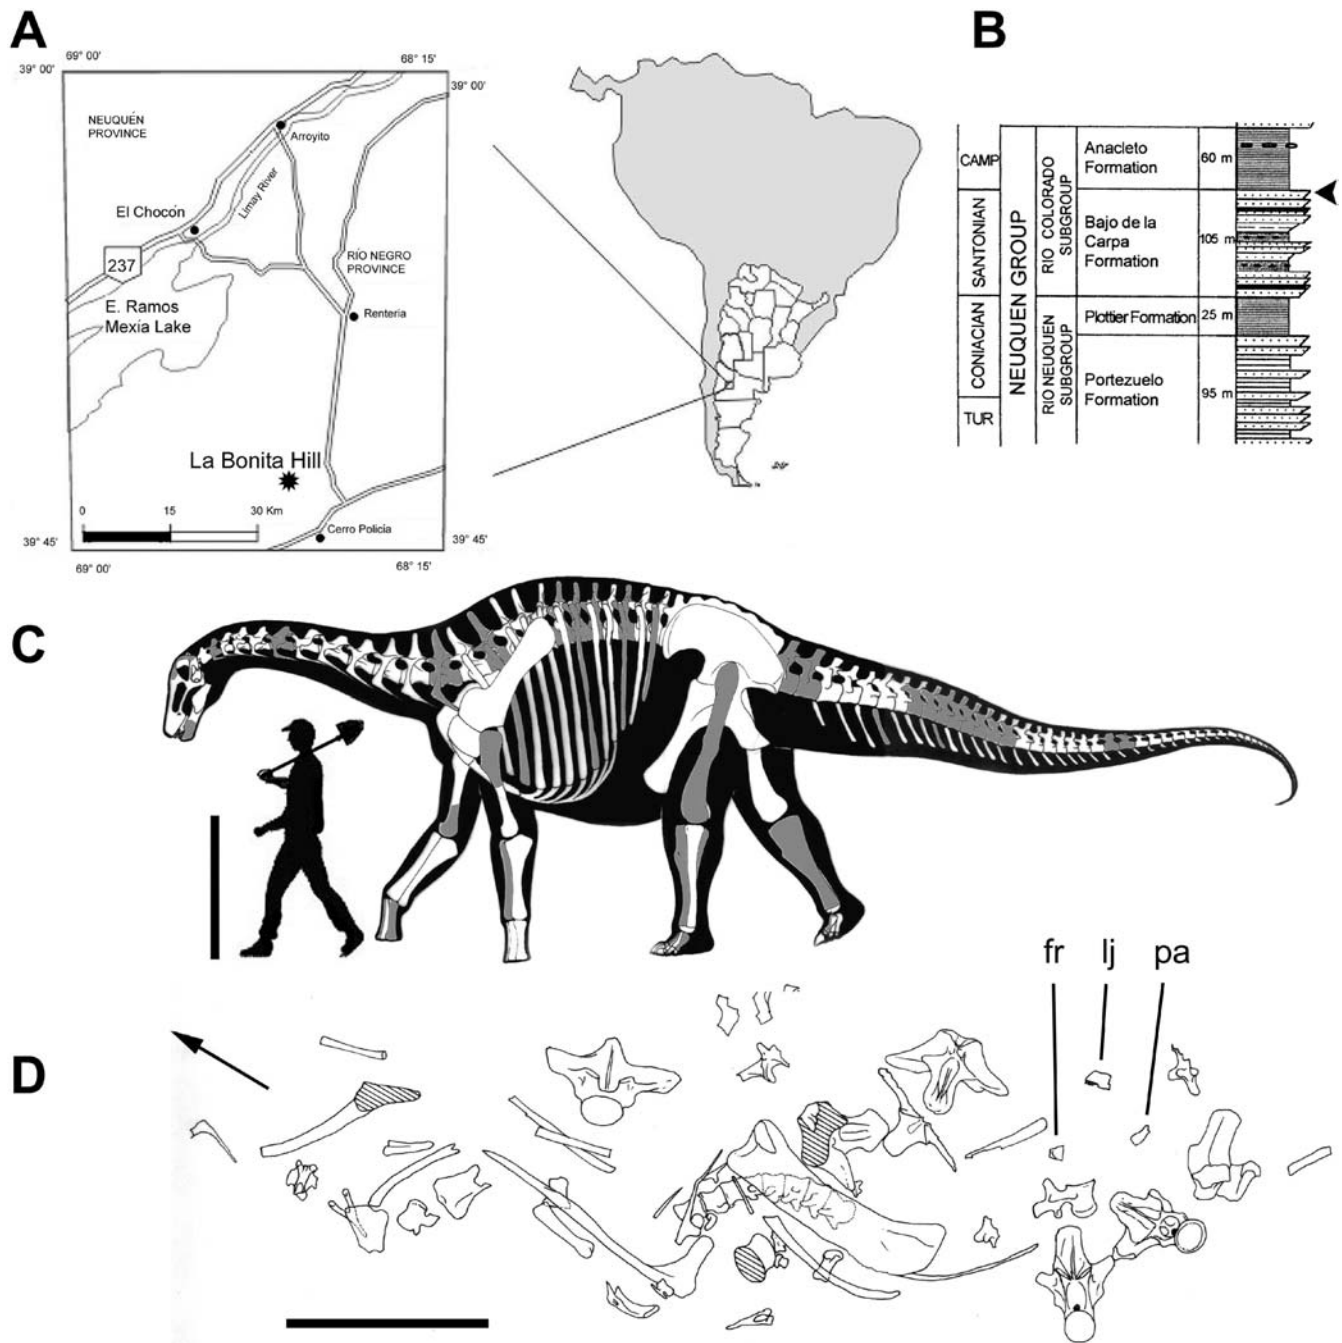 A
69° 00'
68° 15'
39° 00'
39° 00'
NEUQUÉN
PROVINCE
Arroyito
Limay River
El Chocón
237
RÍO NEGRO
PROVINCE
E. Ramos
Mexía Lake
Renteria
La Bonita Hill
0
15
30 Km
Cerro Policía
39° 45'
39° 45'
69° 00'
68° 15'
B
CAMP
SANTONIAN
CONIACIAN
TUR
NEUQUEN GROUP
RIO COLORADO
SUBGROUP
RIO NEUQUEN
SUBGROUP
Anacleto
Formation
60 m
Bajo de la
Carpa
Formation
105 m
Plottier Formation
25 m
Portezuelo
Formation
95 m
C
D
fr
lj
pa